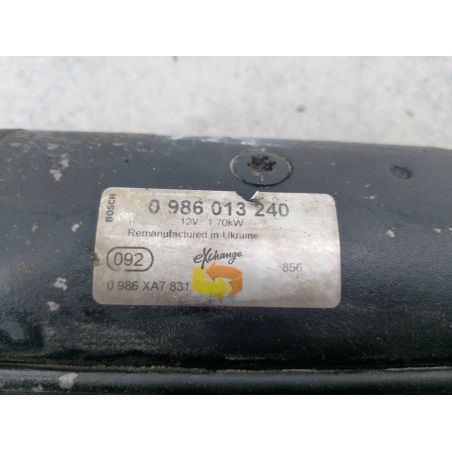 BOSCH
0 986 013 240
12V 1,70kW
Remanufactured in Ukraine
092
eXchange
856
0 986 XA7 831